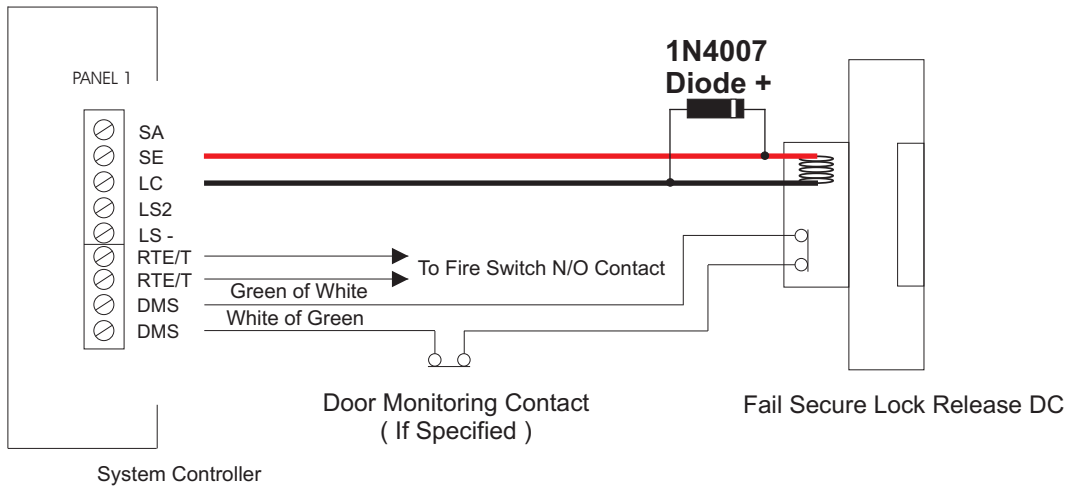 1N4007
Diode +
PANEL 1
SA
SE
LC
LS2
LS -
RTE/T
RTE/T
To Fire Switch N/O Contact
Green of White
DMS
White of Green
DMS
Door Monitoring Contact
( If Specified )
Fail Secure Lock Release DC
System Controller